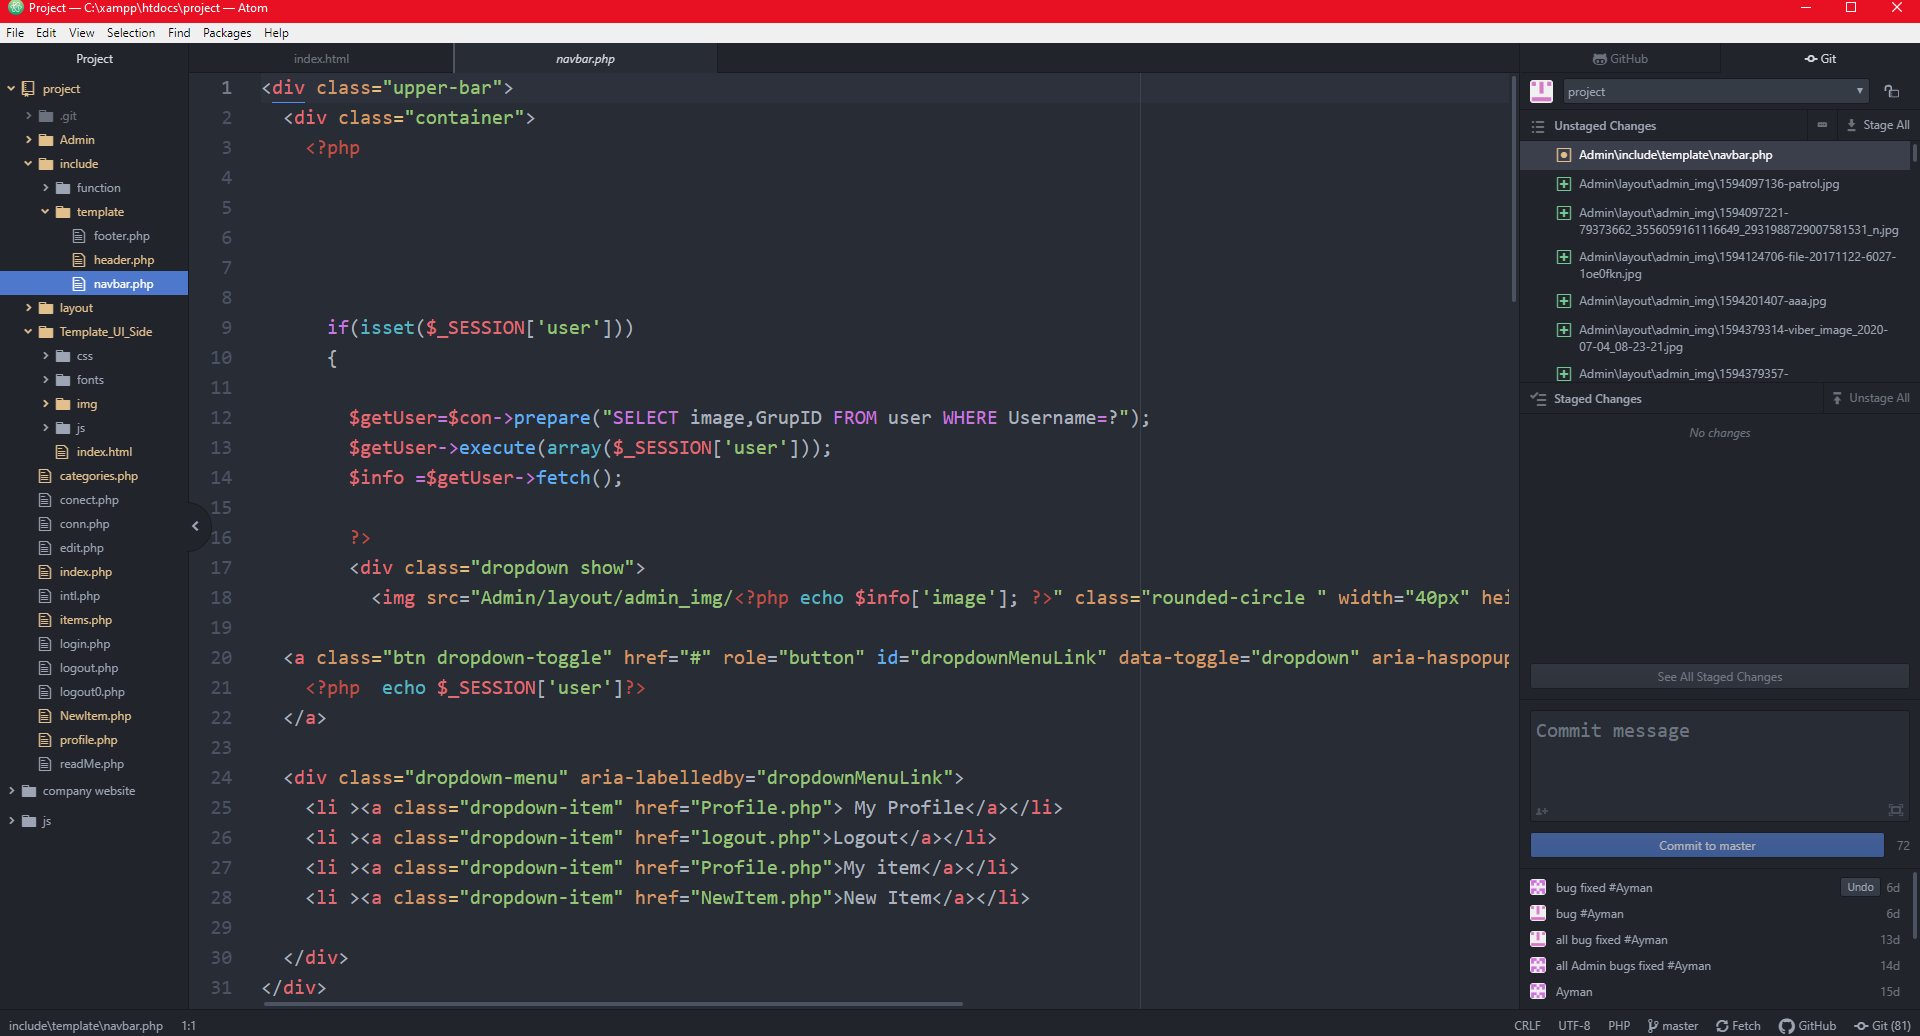 Project — C:\xampp\htdocs\project — Atom
File Edit View Selection Find Packages Help
Project
project
.git
Admin
include
function
template
footer.php
header.php
navbar.php
layout
Template_UI_Side
css
fonts
img
js
index.html
categories.php
conect.php
conn.php
edit.php
index.php
intl.php
items.php
login.php
logout.php
logout0.php
NewItem.php
profile.php
readMe.php
company website
js
index.html navbar.php
1 <div class="upper-bar">
2 <div class="container">
3 <?php
4
5
6
7
8
9 if(isset($_SESSION['user']))
10 {
11
12 $getUser=$con->prepare("SELECT image,GrupID FROM user WHERE Username=?");
13 $getUser->execute(array($_SESSION['user']));
14 $info =$getUser->fetch();
15
16 ?>
17 <div class="dropdown show">
18 <img src="Admin/layout/admin_img/<?php echo $info['image']; ?>" class="rounded-circle " width="40px" hei
19
20 <a class="btn dropdown-toggle" href="#" role="button" id="dropdownMenuLink" data-toggle="dropdown" aria-haspopup
21 <?php  echo $_SESSION['user']?>
22 </a>
23
24 <div class="dropdown-menu" aria-labelledby="dropdownMenuLink">
25 <li ><a class="dropdown-item" href="Profile.php"> My Profile</a></li>
26 <li ><a class="dropdown-item" href="logout.php">Logout</a></li>
27 <li ><a class="dropdown-item" href="Profile.php">My item</a></li>
28 <li ><a class="dropdown-item" href="NewItem.php">New Item</a></li>
29
30 </div>
31 </div>
GitHub Git
project
Unstaged Changes Stage All
Admin\include\template\navbar.php
Admin\layout\admin_img\1594097136-patrol.jpg
Admin\layout\admin_img\1594097221-
79373662_3556059161116649_2931988729007581531_n.jpg
Admin\layout\admin_img\1594124706-file-20171122-6027-
1oe0fkn.jpg
Admin\layout\admin_img\1594201407-aaa.jpg
Admin\layout\admin_img\1594379314-viber_image_2020-
07-04_08-23-21.jpg
Admin\layout\admin_img\1594379357-
Staged Changes Unstage All
No changes
See All Staged Changes
Commit message
Commit to master 72
bug fixed #Ayman Undo 6d
bug #Ayman 6d
all bug fixed #Ayman 13d
all Admin bugs fixed #Ayman 14d
Ayman 15d
include\template\navbar.php 1:1 CRLF UTF-8 PHP master Fetch GitHub Git (81)